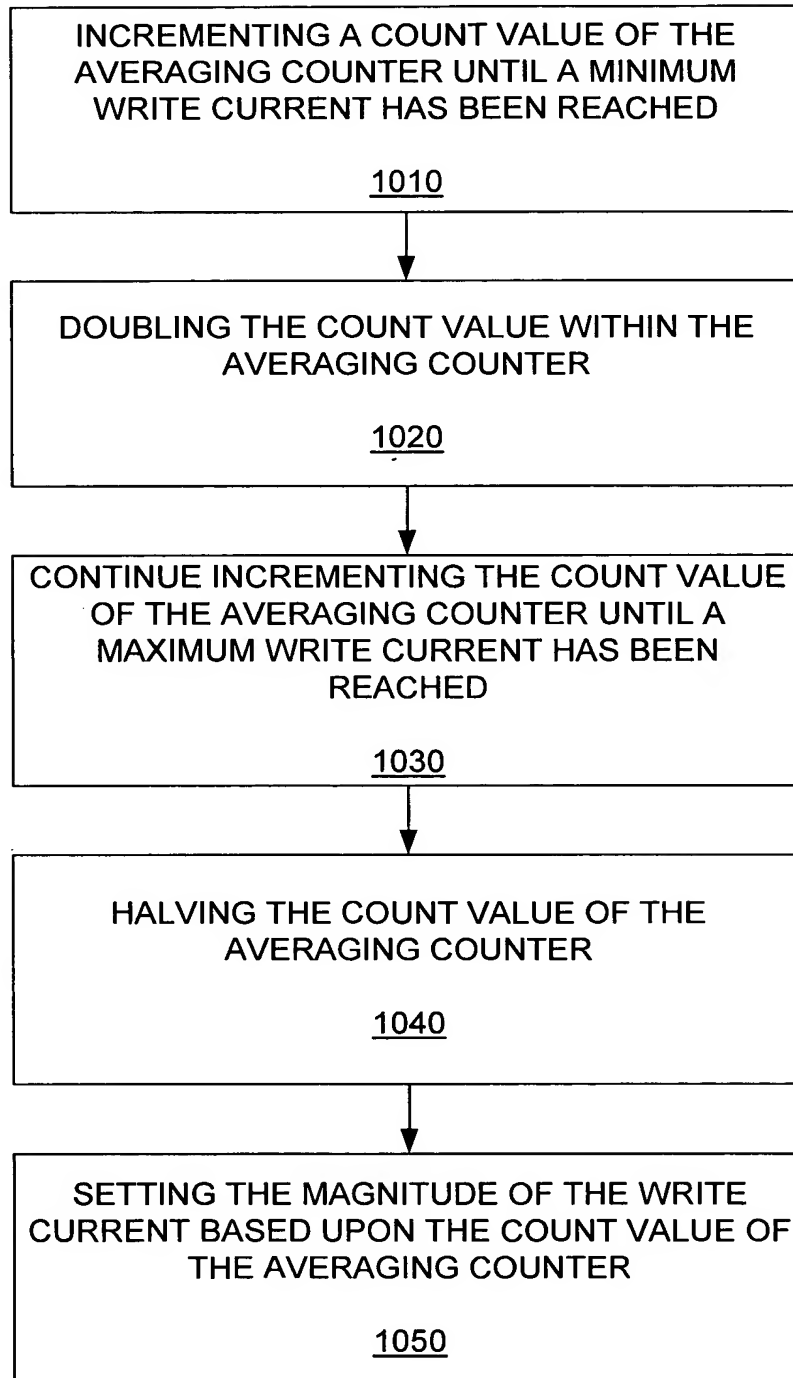 INCREMENTING A COUNT VALUE OF THE
AVERAGING COUNTER UNTIL A MINIMUM
WRITE CURRENT HAS BEEN REACHED
1010
DOUBLING THE COUNT VALUE WITHIN THE
AVERAGING COUNTER
1020
CONTINUE INCREMENTING THE COUNT VALUE
OF THE AVERAGING COUNTER UNTIL A
MAXIMUM WRITE CURRENT HAS BEEN
REACHED
1030
HALVING THE COUNT VALUE OF THE
AVERAGING COUNTER
1040
SETTING THE MAGNITUDE OF THE WRITE
CURRENT BASED UPON THE COUNT VALUE OF
THE AVERAGING COUNTER
1050